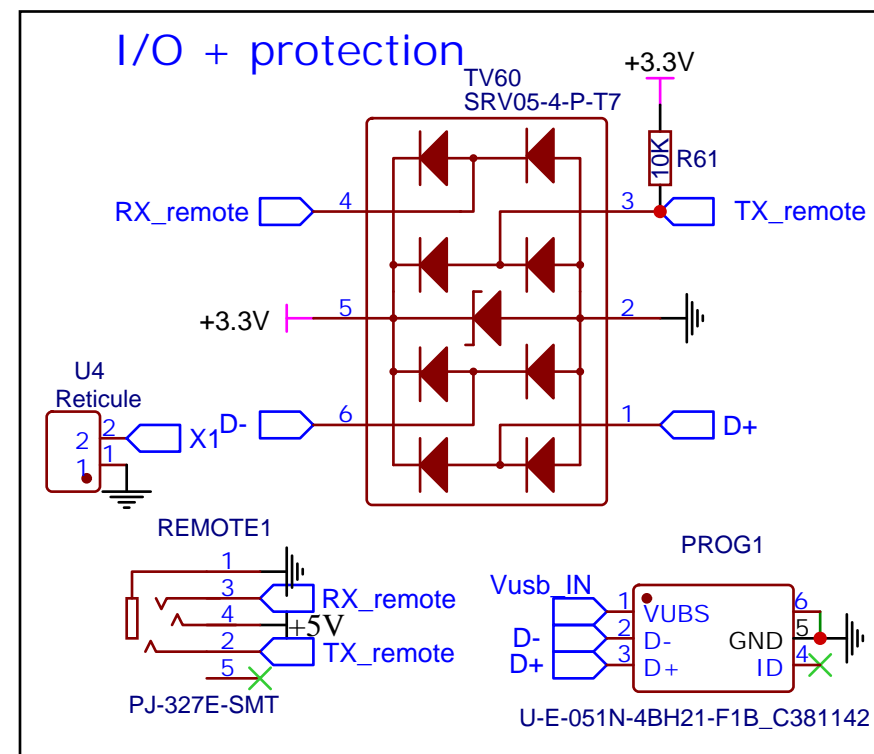 I/O + protection
TV60
SRV05-4-P-T7
+3.3V
10K
R61
RX_remote
4
3
TX_remote
+3.3V
5
2
U4
Reticule
2
2
X1
1
1
D-
6
1
D+
REMOTE1
1
3
RX_remote
4
+5V
2
TX_remote
5
PJ-327E-SMT
PROG1
Vusb_IN
1
VUBS
6
D-
2
D-
GND
5
D+
3
D+
ID
4
U-E-051N-4BH21-F1B_C381142